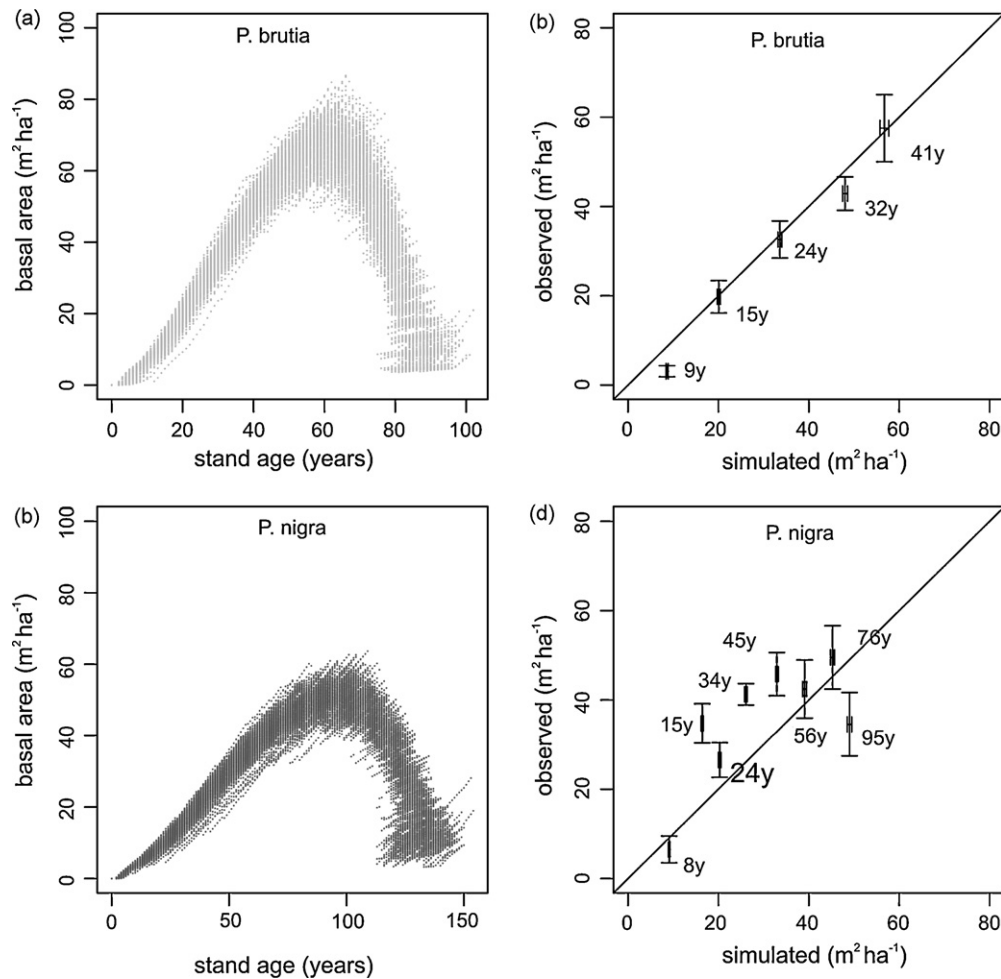 (a)
P. brutia
100
80
60
40
20
0
basal area (m² ha⁻¹)
0 20 40 60 80 100
stand age (years)
(b)
P. brutia
80
60
40
20
0
observed (m² ha⁻¹)
41y
32y
24y
15y
9y
0 20 40 60 80
simulated (m² ha⁻¹)
(b)
P. nigra
100
80
60
40
20
0
basal area (m² ha⁻¹)
0 50 100 150
stand age (years)
(d)
P. nigra
80
60
40
20
0
observed (m² ha⁻¹)
45y
76y
34y
15y
56y
95y
24y
8y
0 20 40 60 80
simulated (m² ha⁻¹)